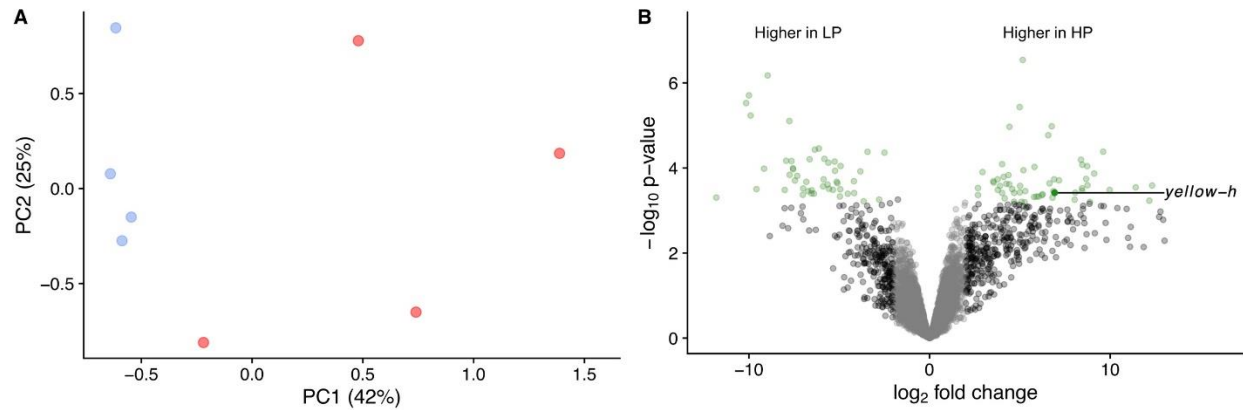 A
PC2 (25%)
0.5
0.0
−0.5
−0.5
0.0
0.5
1.0
1.5
PC1 (42%)
B
Higher in LP
Higher in HP
−log10 p-value
6
4
2
0
yellow-h
−10
0
10
log2 fold change